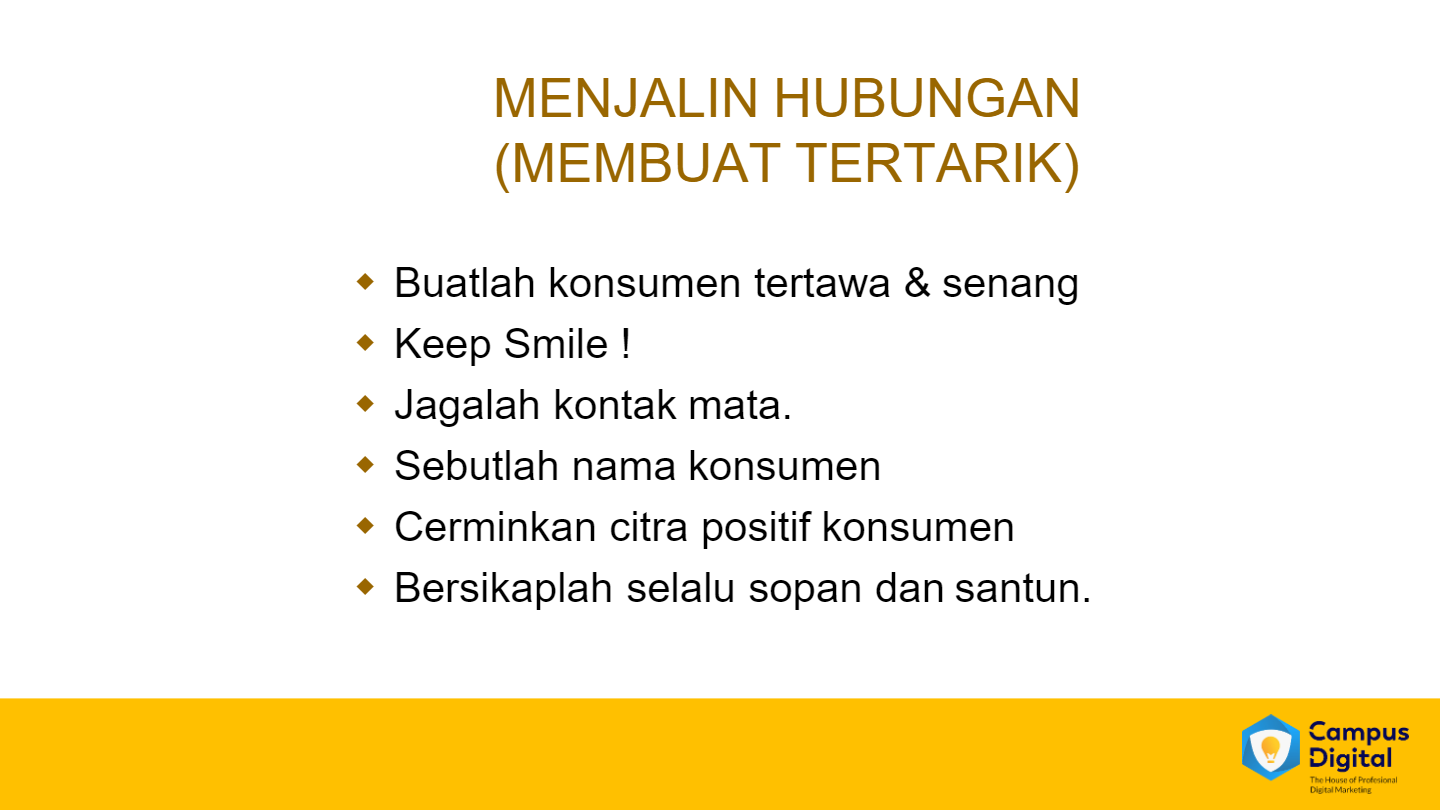 MENJALIN HUBUNGAN
(MEMBUAT TERTARIK)
◆ Buatlah konsumen tertawa & senang
◆ Keep Smile !
◆ Jagalah kontak mata.
◆ Sebutlah nama konsumen
◆ Cerminkan citra positif konsumen
◆ Bersikaplah selalu sopan dan santun.
Campus
Digital
The House of Profesional
Digital Marketing